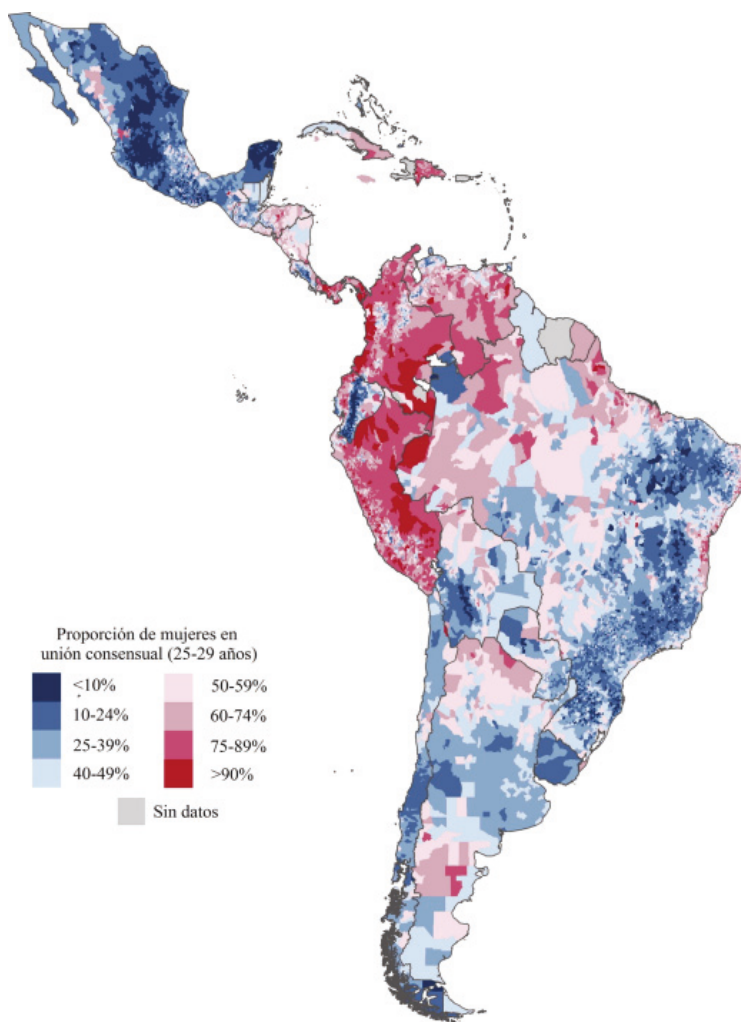 Proporción de mujeres en
unión consensual (25-29 años)
<10%
10-24%
25-39%
40-49%
50-59%
60-74%
75-89%
>90%
Sin datos